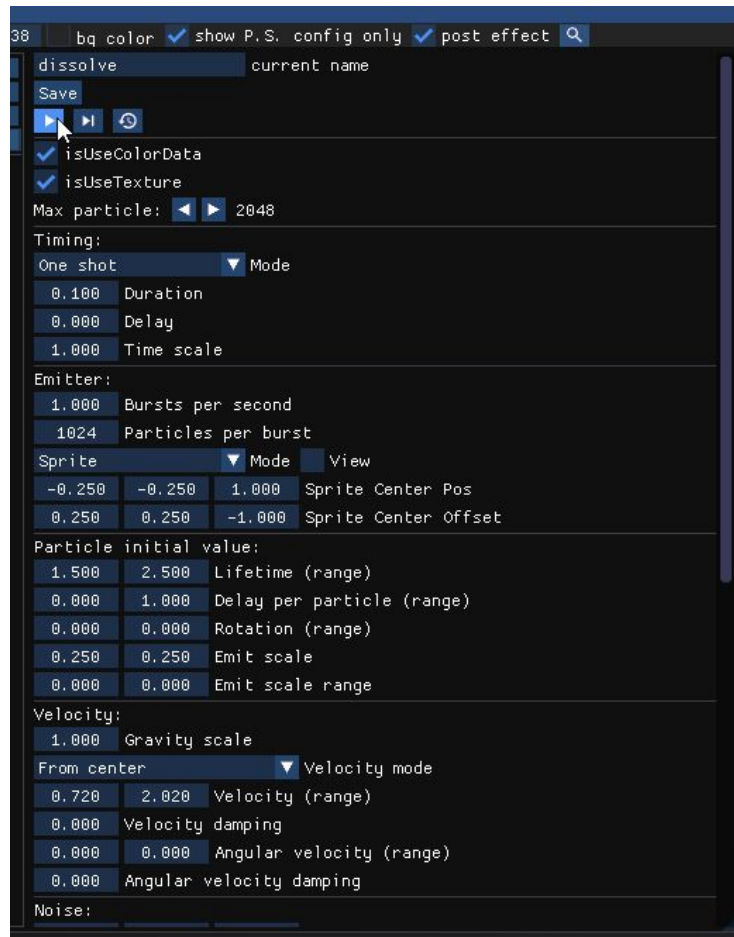 38 bq color show P.S. config only post effect
dissolve current name
Save
isUseColorData
isUseTexture
Max particle: 2048
Timing:
One shot Mode
0.100 Duration
0.000 Delay
1.000 Time scale
Emitter:
1.000 Bursts per second
1024 Particles per burst
Sprite Mode View
-0.250 -0.250 1.000 Sprite Center Pos
0.250 0.250 -1.000 Sprite Center Offset
Particle initial value:
1.500 2.500 Lifetime (range)
0.000 1.000 Delay per particle (range)
0.000 0.000 Rotation (range)
0.250 0.250 Emit scale
0.000 0.000 Emit scale range
Velocity:
1.000 Gravity scale
From center Velocity mode
0.720 2.020 Velocity (range)
0.000 Velocity damping
0.000 0.000 Angular velocity (range)
0.000 Angular velocity damping
Noise: